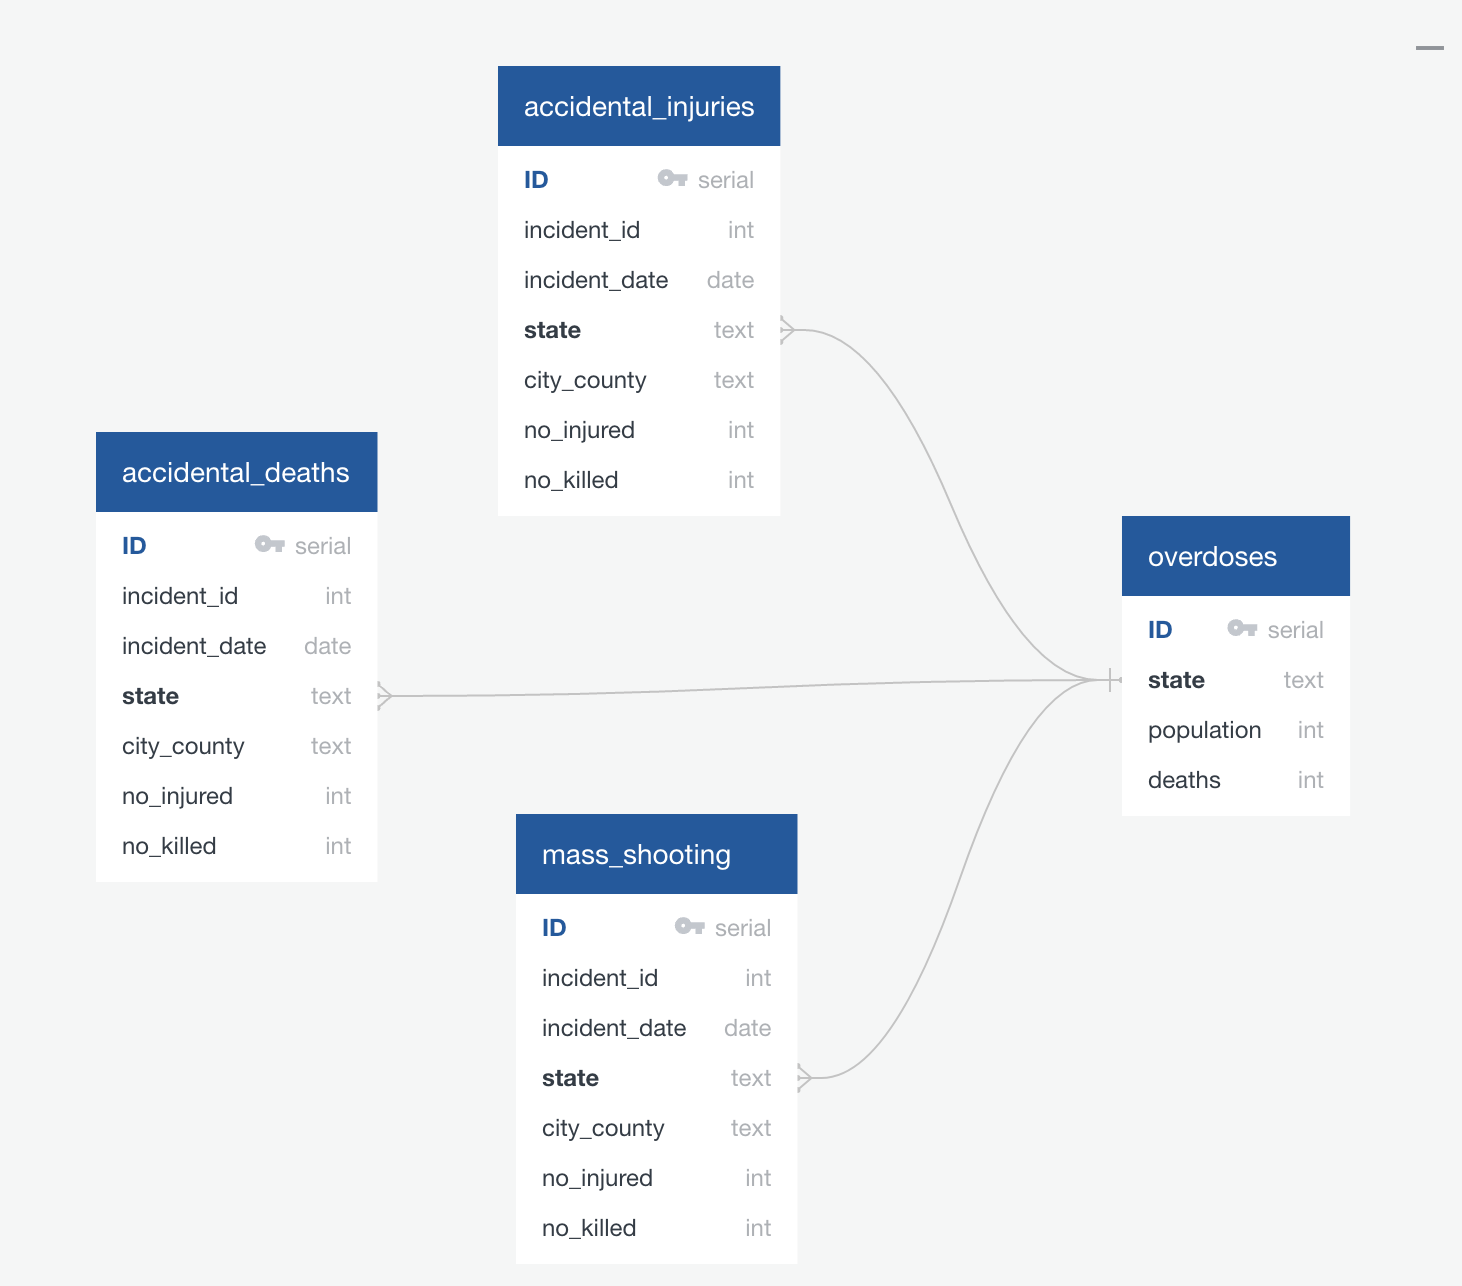 accidental_injuries
ID serial
incident_id int
incident_date date
state text
city_county text
no_injured int
no_killed int
accidental_deaths
ID serial
incident_id int
incident_date date
state text
city_county text
no_injured int
no_killed int
overdoses
ID serial
state text
population int
deaths int
mass_shooting
ID serial
incident_id int
incident_date date
state text
city_county text
no_injured int
no_killed int